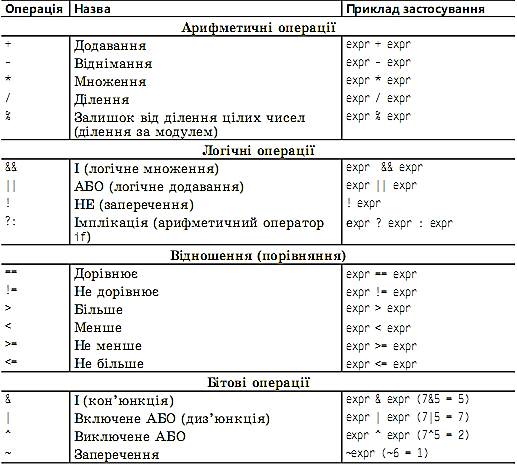 Операція Назва Приклад застосування
Арифметичні операції
+ Додавання expr + expr
- Віднімання expr - expr
* Множення expr * expr
/ Ділення expr / expr
% Залишок від ділення цілих чисел expr % expr
(ділення за модулем)
Логічні операції
&& І (логічне множення) expr && expr
|| АБО (логічне додавання) expr || expr
! НЕ (заперечення) ! expr
?: Імплікація (арифметичний оператор expr ? expr : expr
if)
Відношення (порівняння)
== Дорівнює expr == expr
!= Не дорівнює expr != expr
> Більше expr > expr
< Менше expr < expr
>= Не менше expr >= expr
<= Не більше expr <= expr
Бітові операції
& І (кон’юнкція) expr & expr (7&5 = 5)
| Включене АБО (диз’юнкція) expr | expr (7|5 = 7)
^ Виключене АБО expr ^ expr (7^5 = 2)
~ Заперечення ~expr (~6 = 1)